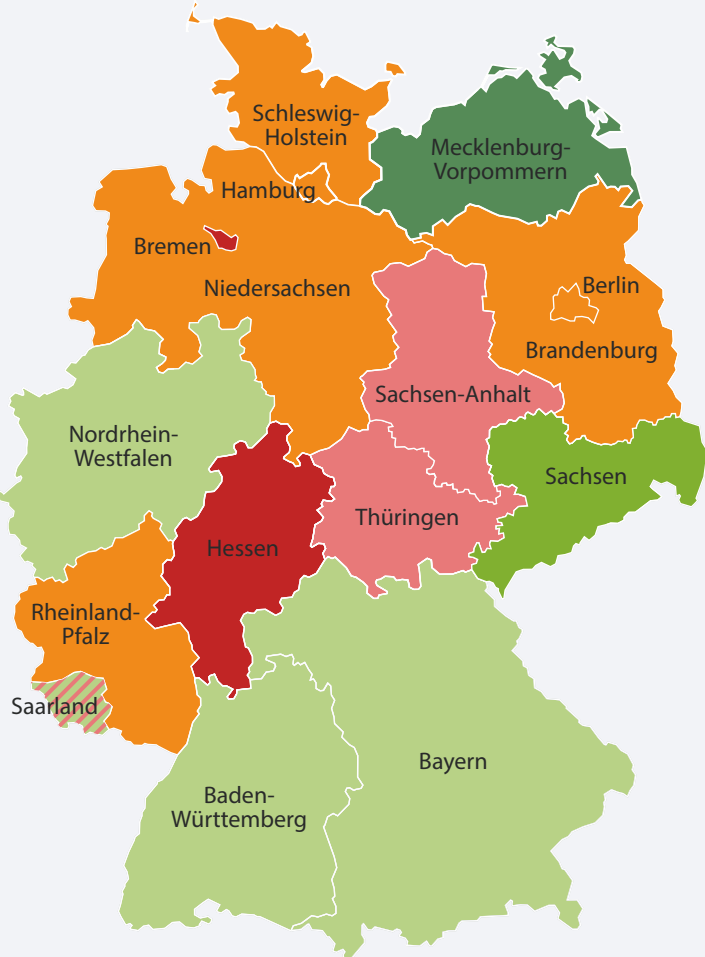 Schleswig-
Holstein
Mecklenburg-
Vorpommern
Hamburg
Bremen
Niedersachsen
Berlin
Brandenburg
Sachsen-Anhalt
Nordrhein-
Westfalen
Sachsen
Thüringen
Hessen
Rheinland-
Pfalz
Saarland
Bayern
Baden-
Württemberg